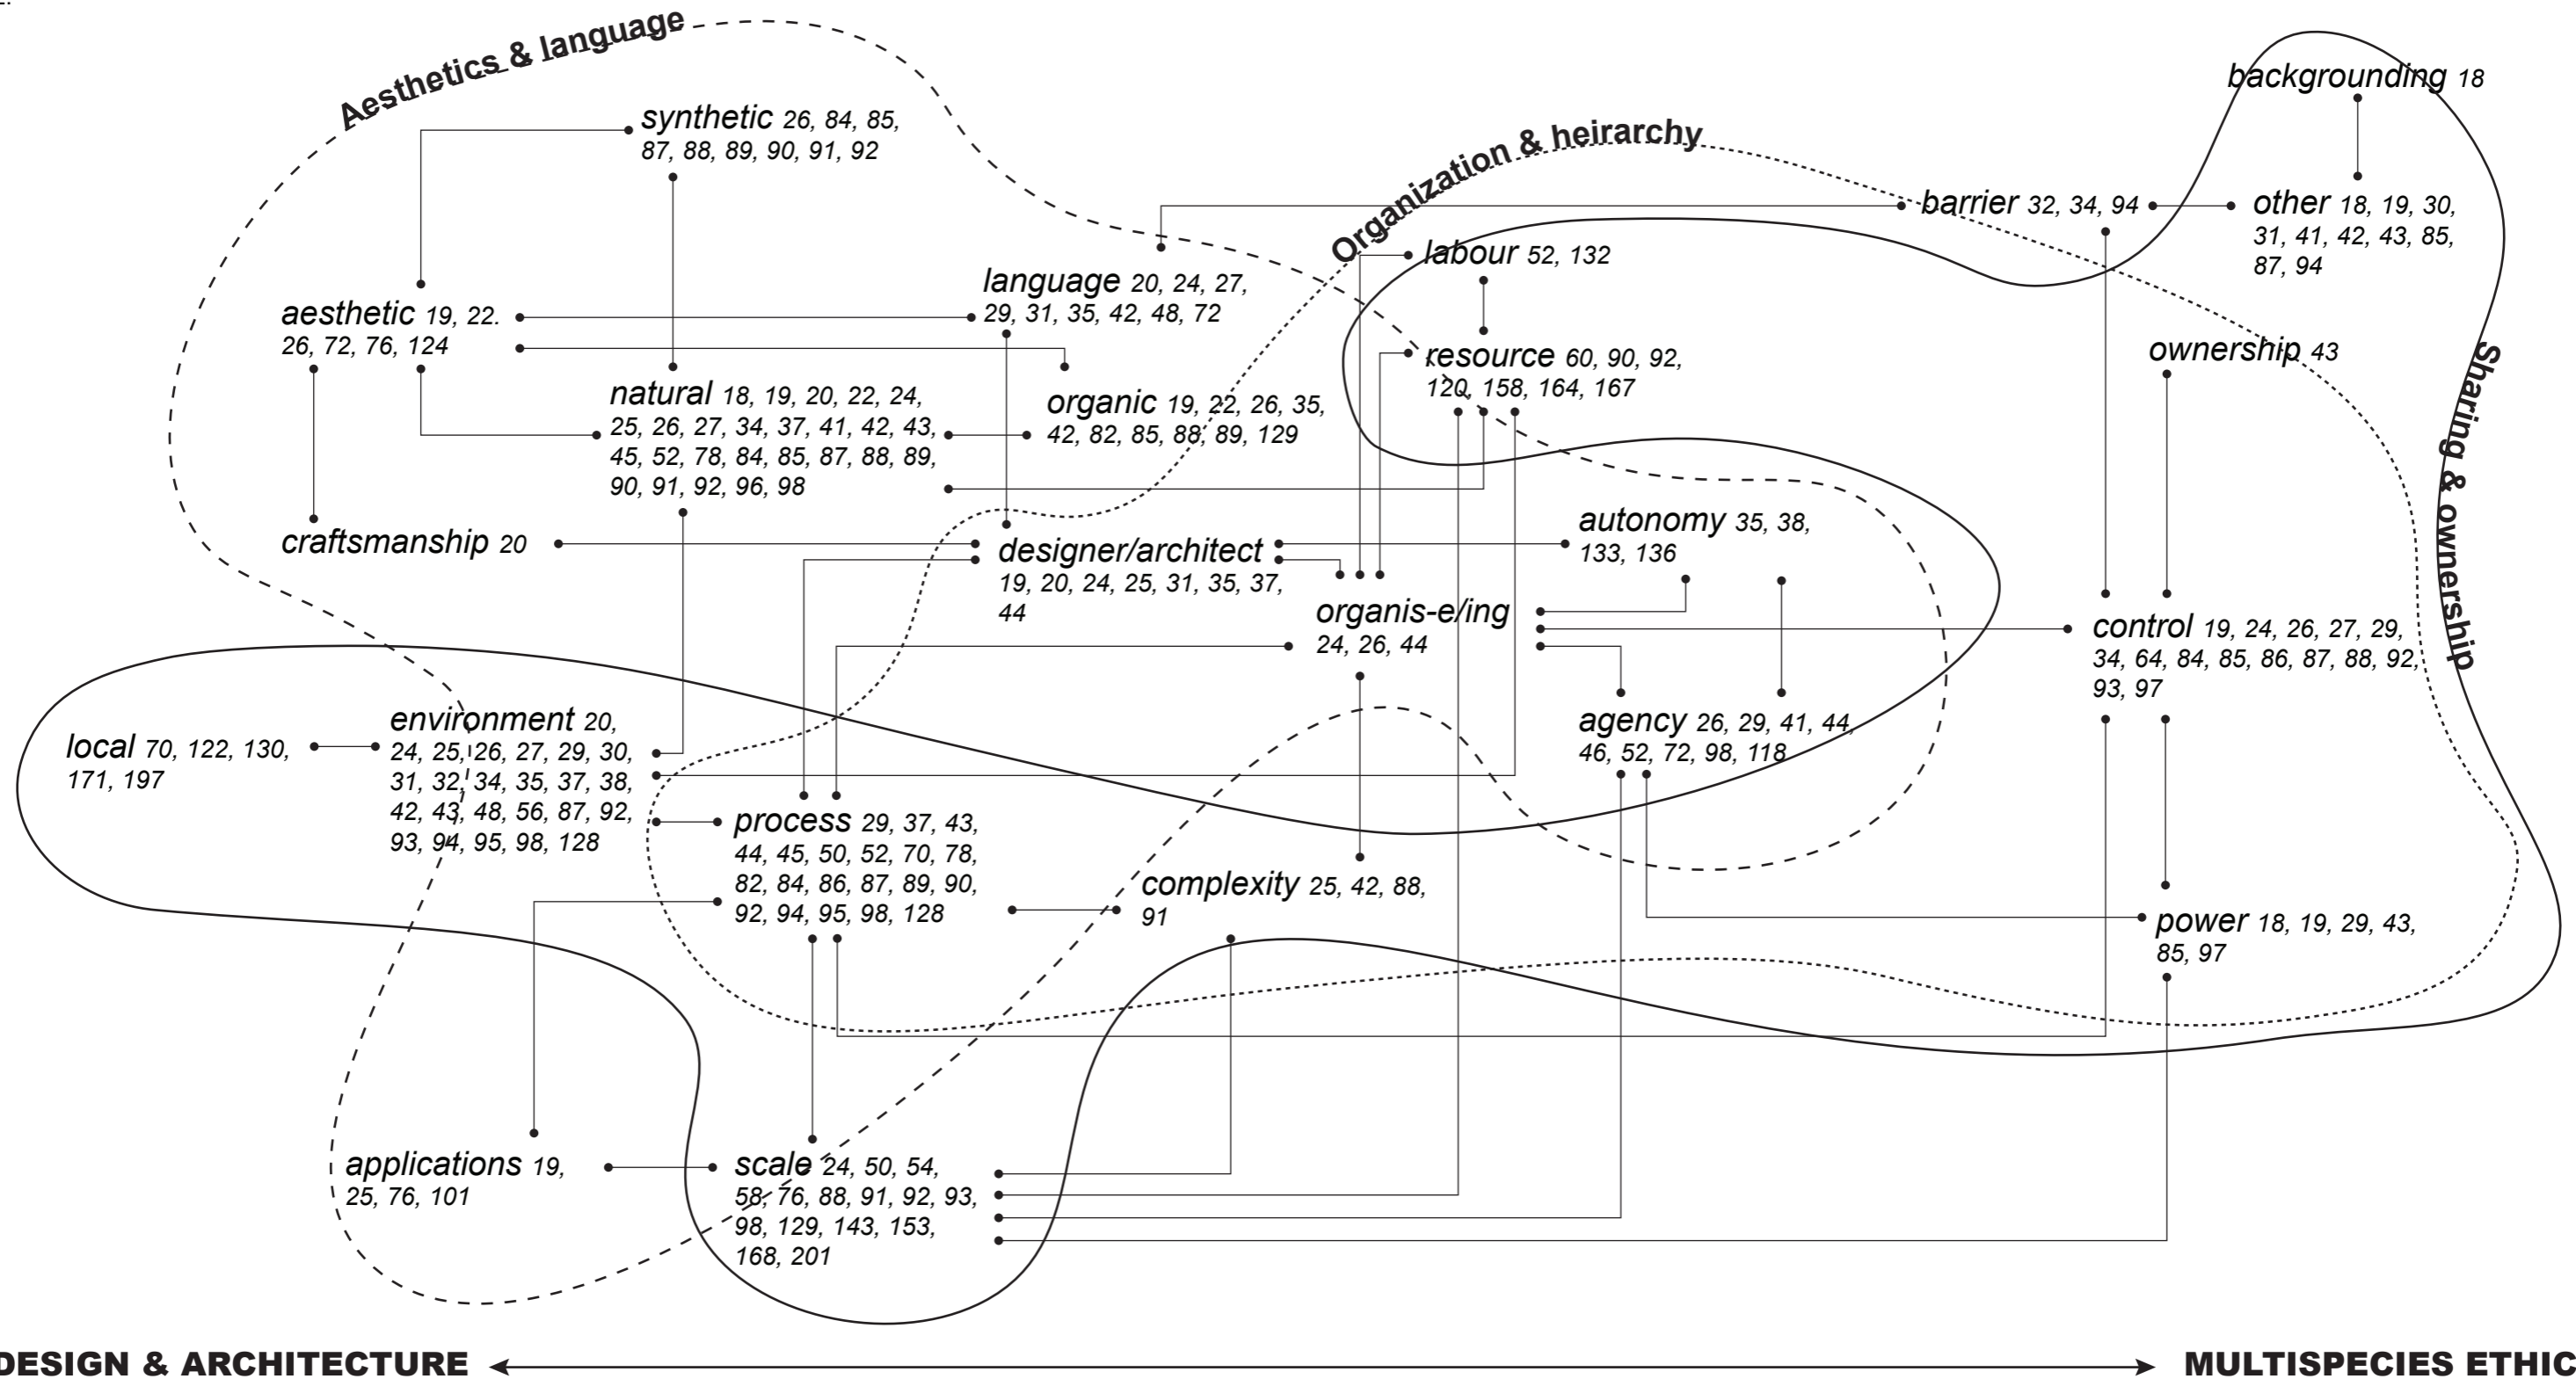 Aesthetics & language
backgrounding 18
synthetic 26, 84, 85,
87, 88, 89, 90, 91, 92
Organization & heirarchy
barrier 32, 34, 94
other 18, 19, 30,
31, 41, 42, 43, 85,
87, 94
labour 52, 132
language 20, 24, 27,
29, 31, 35, 42, 48, 72
aesthetic 19, 22.
26, 72, 76, 124
resource 60, 90, 92,
120, 158, 164, 167
ownership 43
Sharing & ownership
natural 18, 19, 20, 22, 24,
25, 26, 27, 34, 37, 41, 42, 43,
45, 52, 78, 84, 85, 87, 88, 89,
90, 91, 92, 96, 98
organic 19, 22, 26, 35,
42, 82, 85, 88, 89, 129
craftsmanship 20
designer/architect
19, 20, 24, 25, 31, 35, 37,
44
autonomy 35, 38,
133, 136
organis-e/ing
24, 26, 44
control 19, 24, 26, 27, 29,
34, 64, 84, 85, 86, 87, 88, 92,
93, 97
local 70, 122, 130,
171, 197
environment 20,
24, 25, 26, 27, 29, 30,
31, 32, 34, 35, 37, 38,
42, 43, 48, 56, 87, 92,
93, 94, 95, 98, 128
agency 26, 29, 41, 44,
46, 52, 72, 98, 118
process 29, 37, 43,
44, 45, 50, 52, 70, 78,
82, 84, 86, 87, 89, 90,
92, 94, 95, 98, 128
complexity 25, 42, 88,
91
power 18, 19, 29, 43,
85, 97
applications 19,
25, 76, 101
scale 24, 50, 54,
58, 76, 88, 91, 92, 93,
98, 129, 143, 153,
168, 201
DESIGN & ARCHITECTURE
MULTISPECIES ETHIC